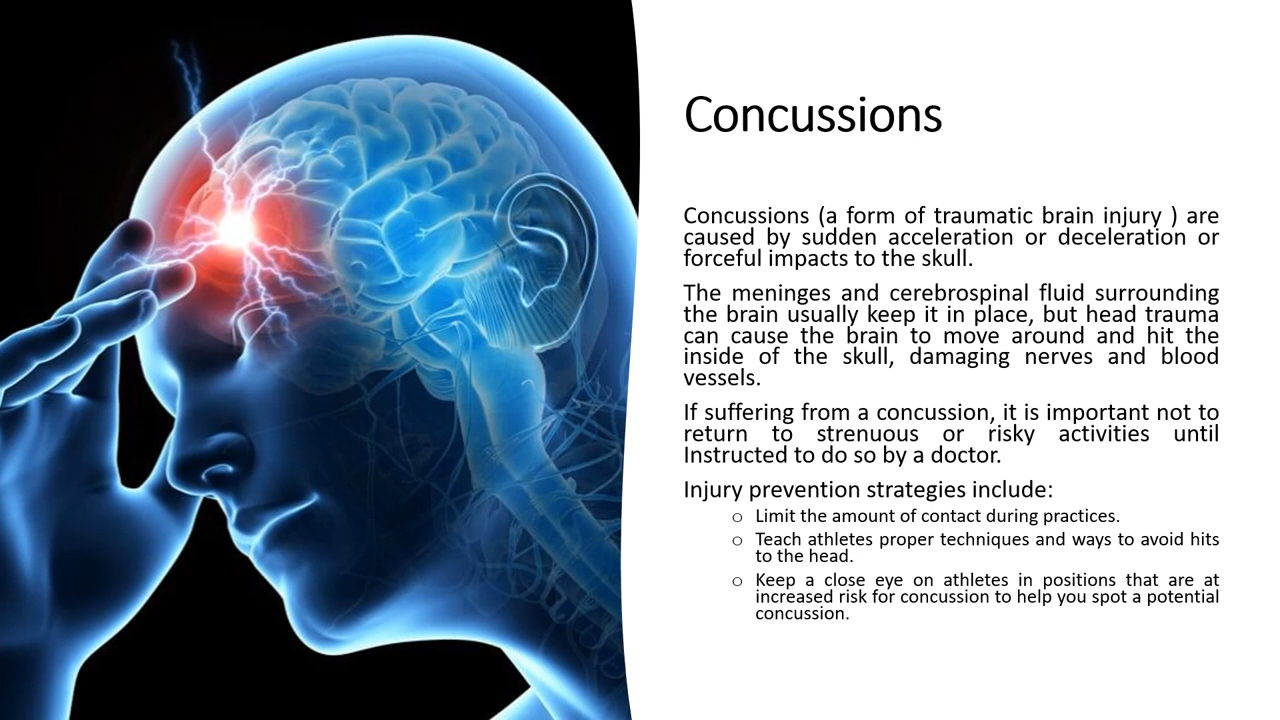 Concussions
Concussions (a form of traumatic brain injury ) are
caused by sudden acceleration or deceleration or
forceful impacts to the skull.
The meninges and cerebrospinal fluid surrounding
the brain usually keep it in place, but head trauma
can cause the brain to move around and hit the
inside of the skull, damaging nerves and blood
vessels.
If suffering from a concussion, it is important not to
return to strenuous or risky activities until
Instructed to do so by a doctor.
Injury prevention strategies include:
o Limit the amount of contact during practices.
o Teach athletes proper techniques and ways to avoid hits
to the head.
o Keep a close eye on athletes in positions that are at
increased risk for concussion to help you spot a potential
concussion.